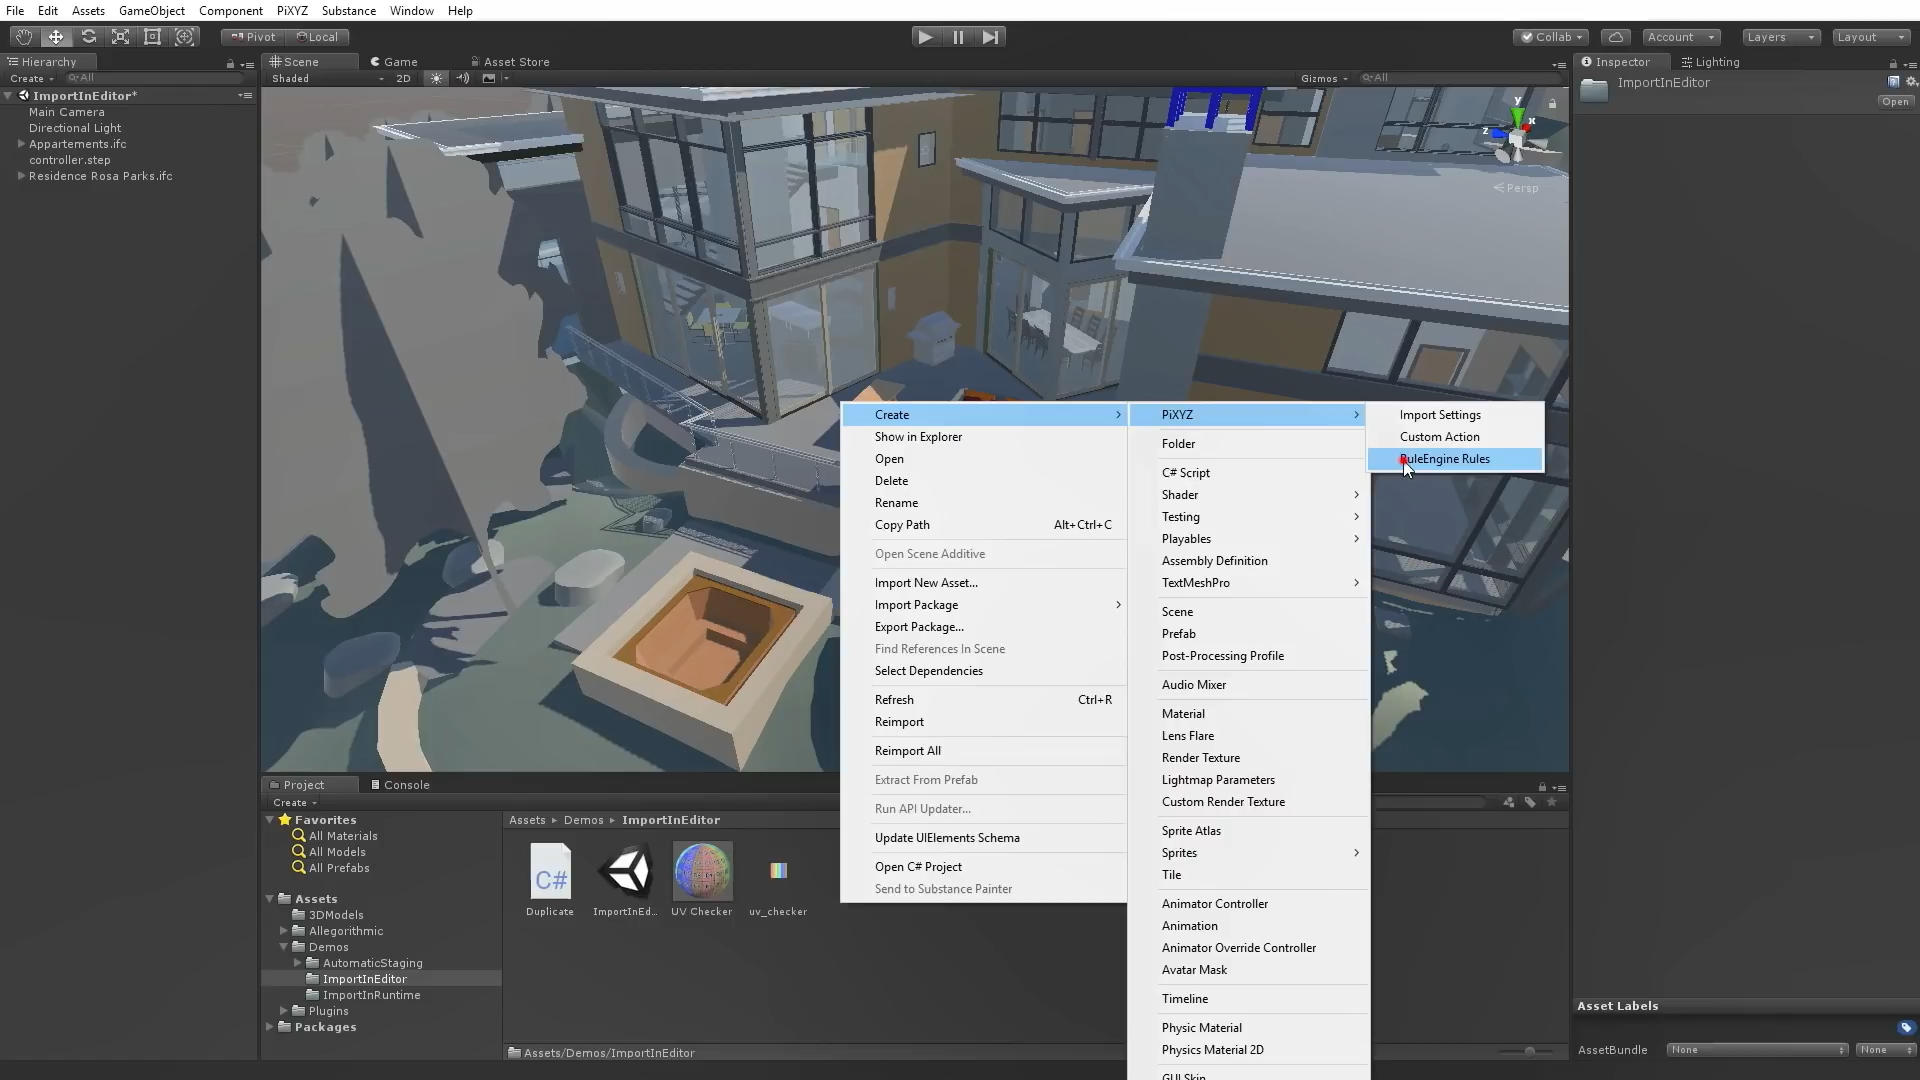 File Edit Assets GameObject Component PiXYZ Substance Window Help
Pivot Local
Collab Account Layers Layout
Hierarchy
Create All
ImportInEditor*
Main Camera
Directional Light
Appartements.ifc
controller.step
Residence Rosa Parks.ifc
Scene Game Asset Store
Shaded 2D Gizmos All
y
x
z
Persp
Inspector Lighting
ImportInEditor
Open
Create
Show in Explorer
Open
Delete
Rename
Copy Path Alt+Ctrl+C
Open Scene Additive
Import New Asset...
Import Package
Export Package...
Find References In Scene
Select Dependencies
Refresh Ctrl+R
Reimport
Reimport All
Extract From Prefab
Run API Updater...
Update UIElements Schema
Open C# Project
Send to Substance Painter
PiXYZ
Folder
C# Script
Shader
Testing
Playables
Assembly Definition
TextMeshPro
Scene
Prefab
Post-Processing Profile
Audio Mixer
Material
Lens Flare
Render Texture
Lightmap Parameters
Custom Render Texture
Sprite Atlas
Sprites
Tile
Animator Controller
Animation
Animator Override Controller
Avatar Mask
Timeline
Physic Material
Physics Material 2D
GUI Skin
Import Settings
Custom Action
RuleEngine Rules
Project Console
Create
Favorites
All Materials
All Models
All Prefabs
Assets
3DModels
Allegorithmic
Demos
AutomaticStaging
ImportInEditor
ImportInRuntime
Plugins
Packages
Assets Demos ImportInEditor
C#
Duplicate ImportInEd... UV Checker uv_checker
Assets/Demos/ImportInEditor
Asset Labels
AssetBundle None None